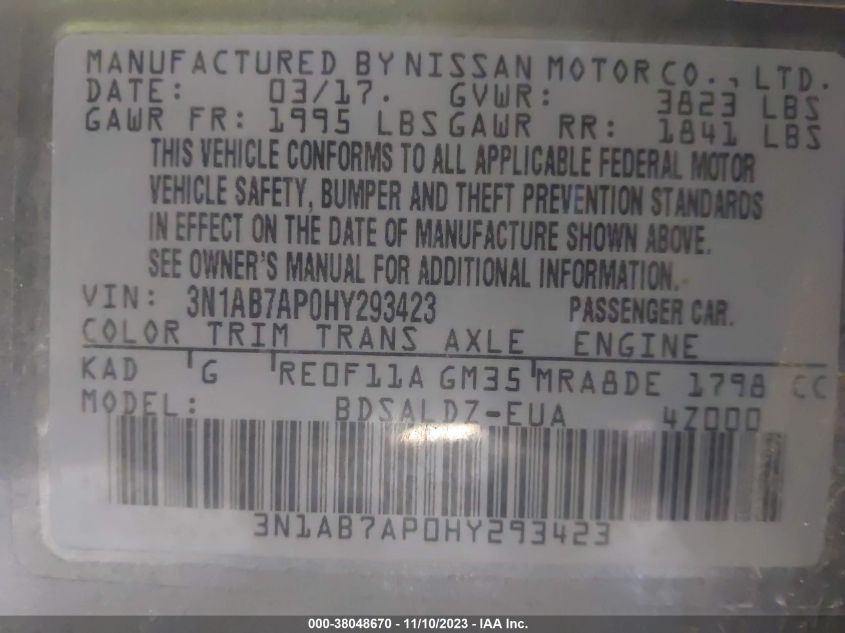 MANUFACTURED BY NISSAN MOTOR CO., LTD.
DATE: 03/17. GVWR: 3823 LBS
GAWR FR: 1995 LBS GAWR RR: 1841 LBS
THIS VEHICLE CONFORMS TO ALL APPLICABLE FEDERAL MOTOR
VEHICLE SAFETY, BUMPER AND THEFT PREVENTION STANDARDS
IN EFFECT ON THE DATE OF MANUFACTURE SHOWN ABOVE.
SEE OWNER'S MANUAL FOR ADDITIONAL INFORMATION.
VIN: 3N1AB7AP0HY293423 PASSENGER CAR.
COLOR TRIM TRANS AXLE ENGINE
KAD G RE0F11A GM35 MRA8DE 1798 CC
MODEL: BDSALDZ-EUA 4Z000
3N1AB7AP0HY293423
000-38048670 - 11/10/2023 - IAA Inc.